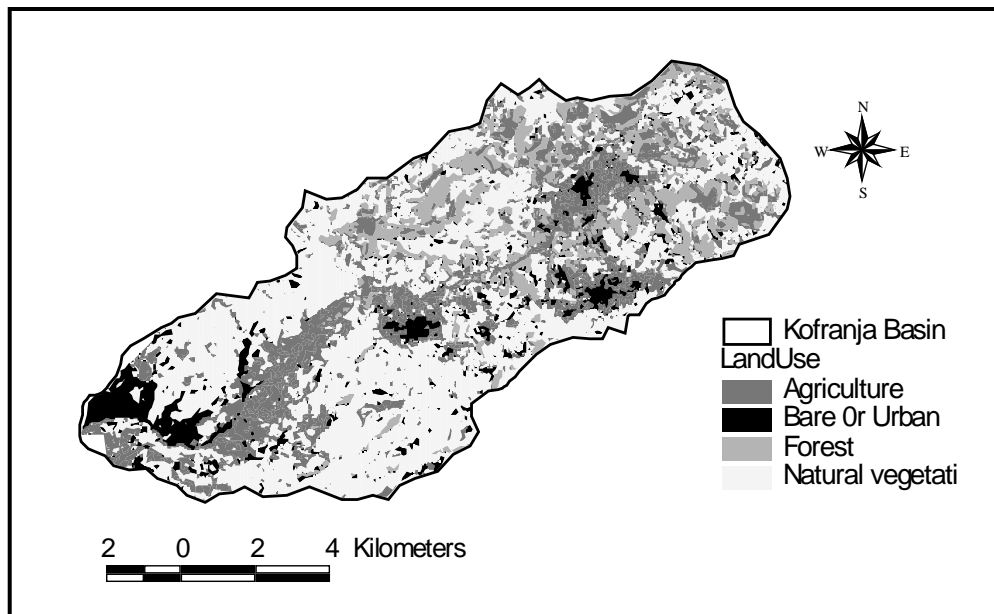 N
W E
S
Kofranja Basin
LandUse
Agriculture
Bare 0r Urban
Forest
Natural vegetati
2 0 2 4 Kilometers